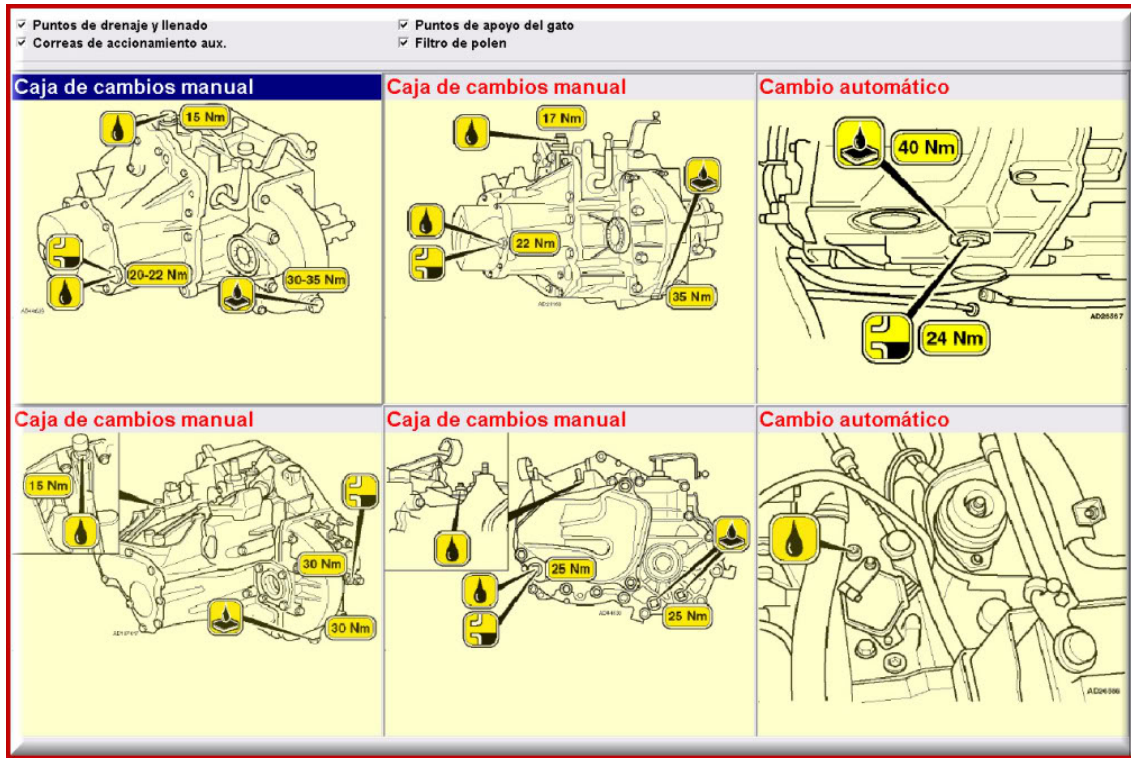 Puntos de drenaje y llenado
Puntos de apoyo del gato
Correas de accionamiento aux.
Filtro de polen
Caja de cambios manual
Caja de cambios manual
Cambio automático
15 Nm
20-22 Nm
30-35 Nm
17 Nm
22 Nm
35 Nm
40 Nm
24 Nm
AD26567
Caja de cambios manual
Caja de cambios manual
Cambio automático
15 Nm
30 Nm
30 Nm
25 Nm
25 Nm